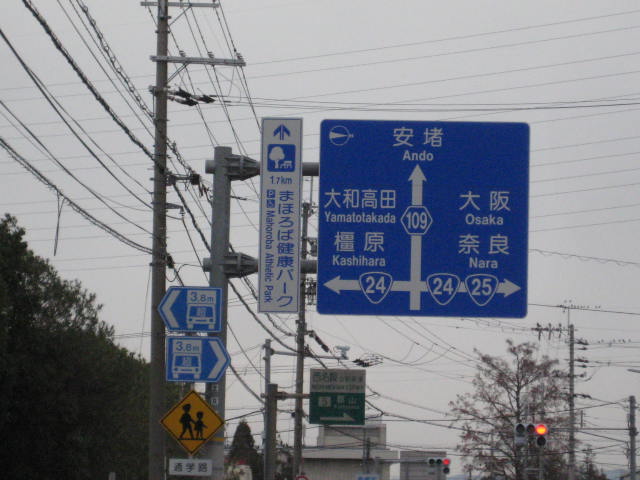 安堵
Ando
大和高田
Yamatotakada
橿原
Kashihara
109
大阪
Osaka
奈良
Nara
24
24
25
1.7km
まほろば健康パーク
Mahoroba Athletic Park
3.8m
3.8m
郡山
通学路